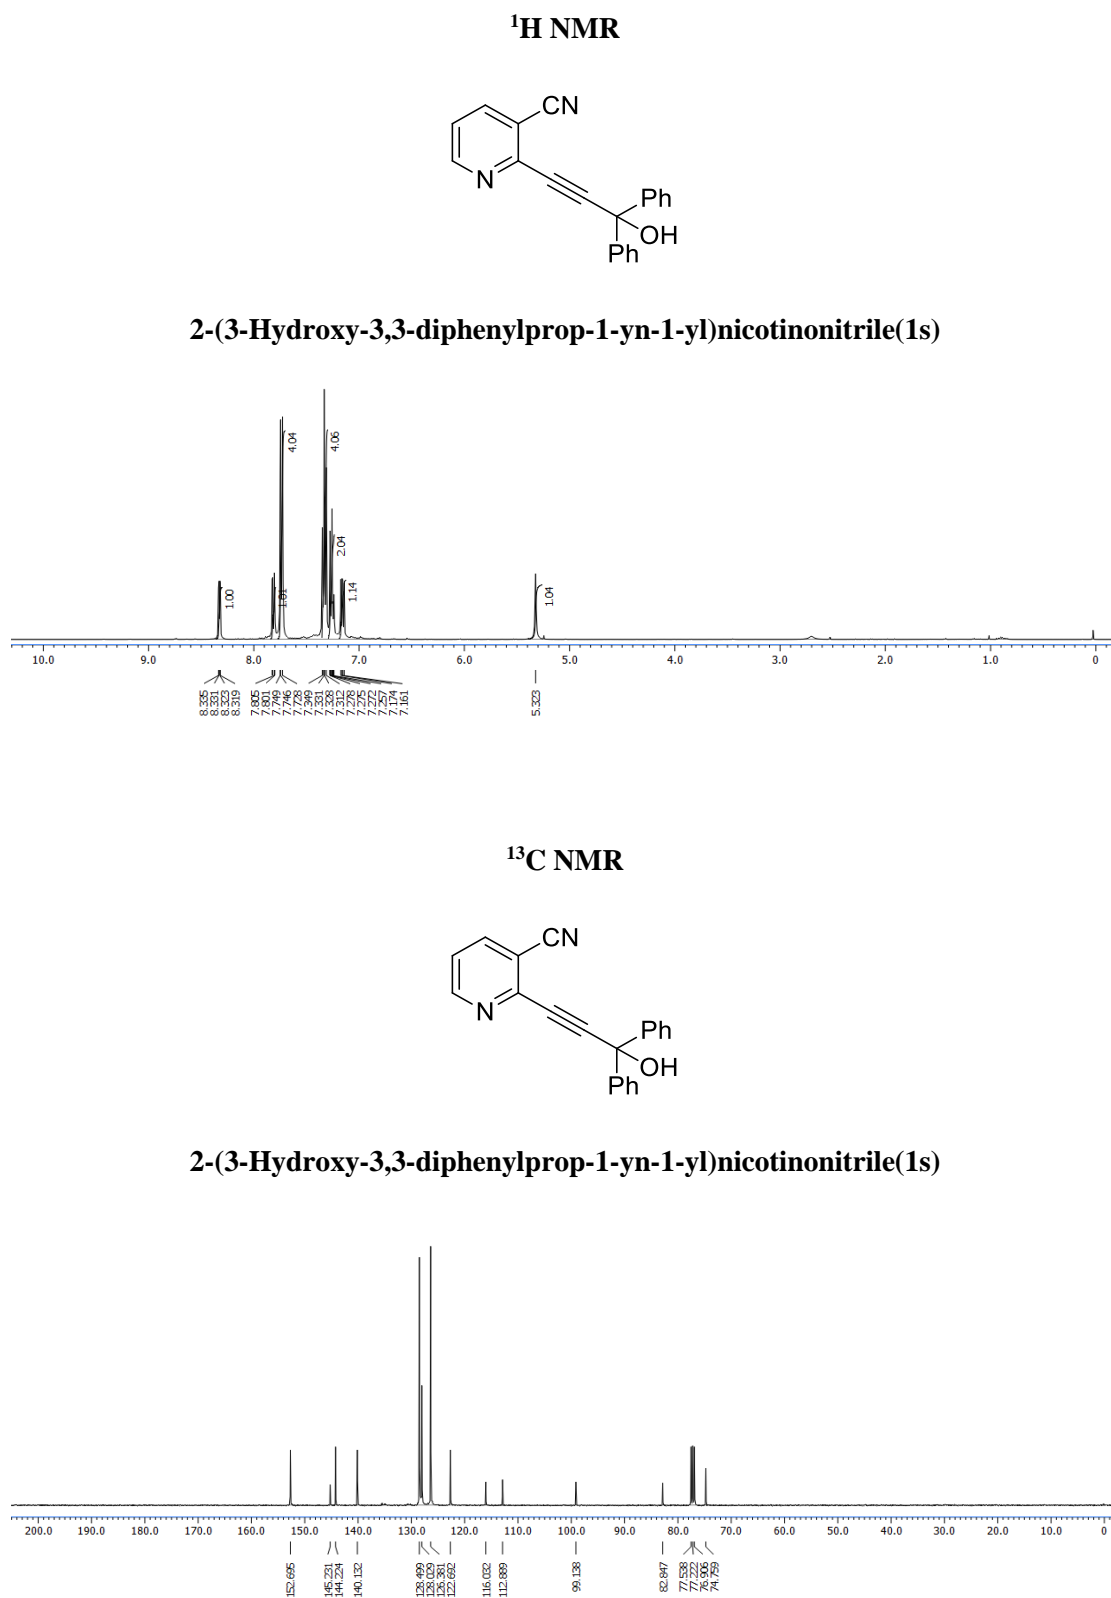 ¹H NMR
CN
N
Ph
OH
Ph
2-(3-Hydroxy-3,3-diphenylprop-1-yn-1-yl)nicotinonitrile(1s)
1.00
1.01
4.04
4.06
2.04
1.14
1.04
10.0 9.0 8.0 7.0 6.0 5.0 4.0 3.0 2.0 1.0 0
8.335 8.331 8.323 8.319 7.805 7.801 7.749 7.746 7.728 7.349 7.331 7.328 7.312 7.278 7.275 7.272 7.257 7.174 7.161 5.323
¹³C NMR
CN
N
Ph
OH
Ph
2-(3-Hydroxy-3,3-diphenylprop-1-yn-1-yl)nicotinonitrile(1s)
200.0 190.0 180.0 170.0 160.0 150.0 140.0 130.0 120.0 110.0 100.0 90.0 80.0 70.0 60.0 50.0 40.0 30.0 20.0 10.0 0
152.695 145.231 144.224 140.132 128.499 128.029 126.381 122.692 116.032 112.889 99.138 82.847 77.538 77.222 76.906 74.759